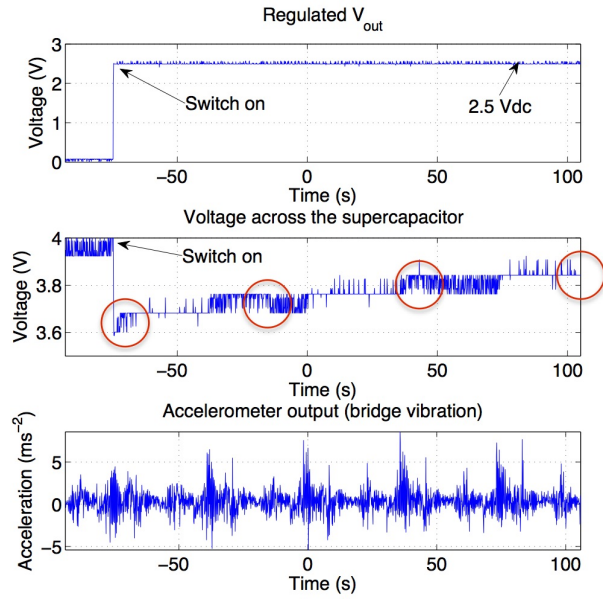 Regulated V_out
Voltage (V)
3
2
1
0
Switch on
2.5 Vdc
−50
0
50
100
Time (s)
Voltage across the supercapacitor
Voltage (V)
4
3.8
3.6
Switch on
−50
0
50
100
Time (s)
Accelerometer output (bridge vibration)
Acceleration (ms⁻²)
5
0
−5
−50
0
50
100
Time (s)